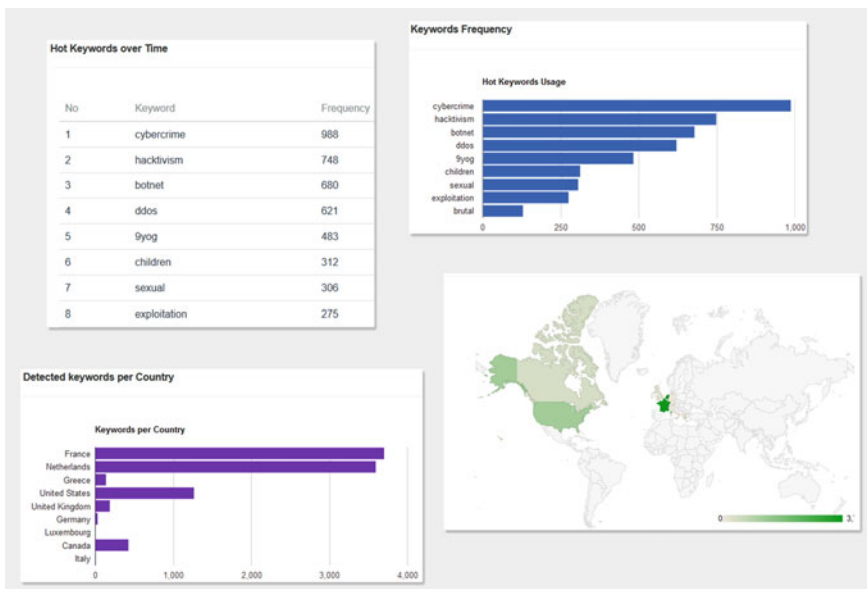 Hot Keywords over Time
No Keyword Frequency
1 cybercrime 988
2 hacktivism 748
3 botnet 680
4 ddos 621
5 9yog 483
6 children 312
7 sexual 306
8 exploitation 275
Keywords Frequency
Hot Keywords Usage
cybercrime
hacktivism
botnet
ddos
9yog
children
sexual
exploitation
brutal
0 250 500 750 1,000
Detected keywords per Country
Keywords per Country
France
Netherlands
Greece
United States
United Kingdom
Germany
Luxembourg
Canada
Italy
0 1,000 2,000 3,000 4,000
0 3,